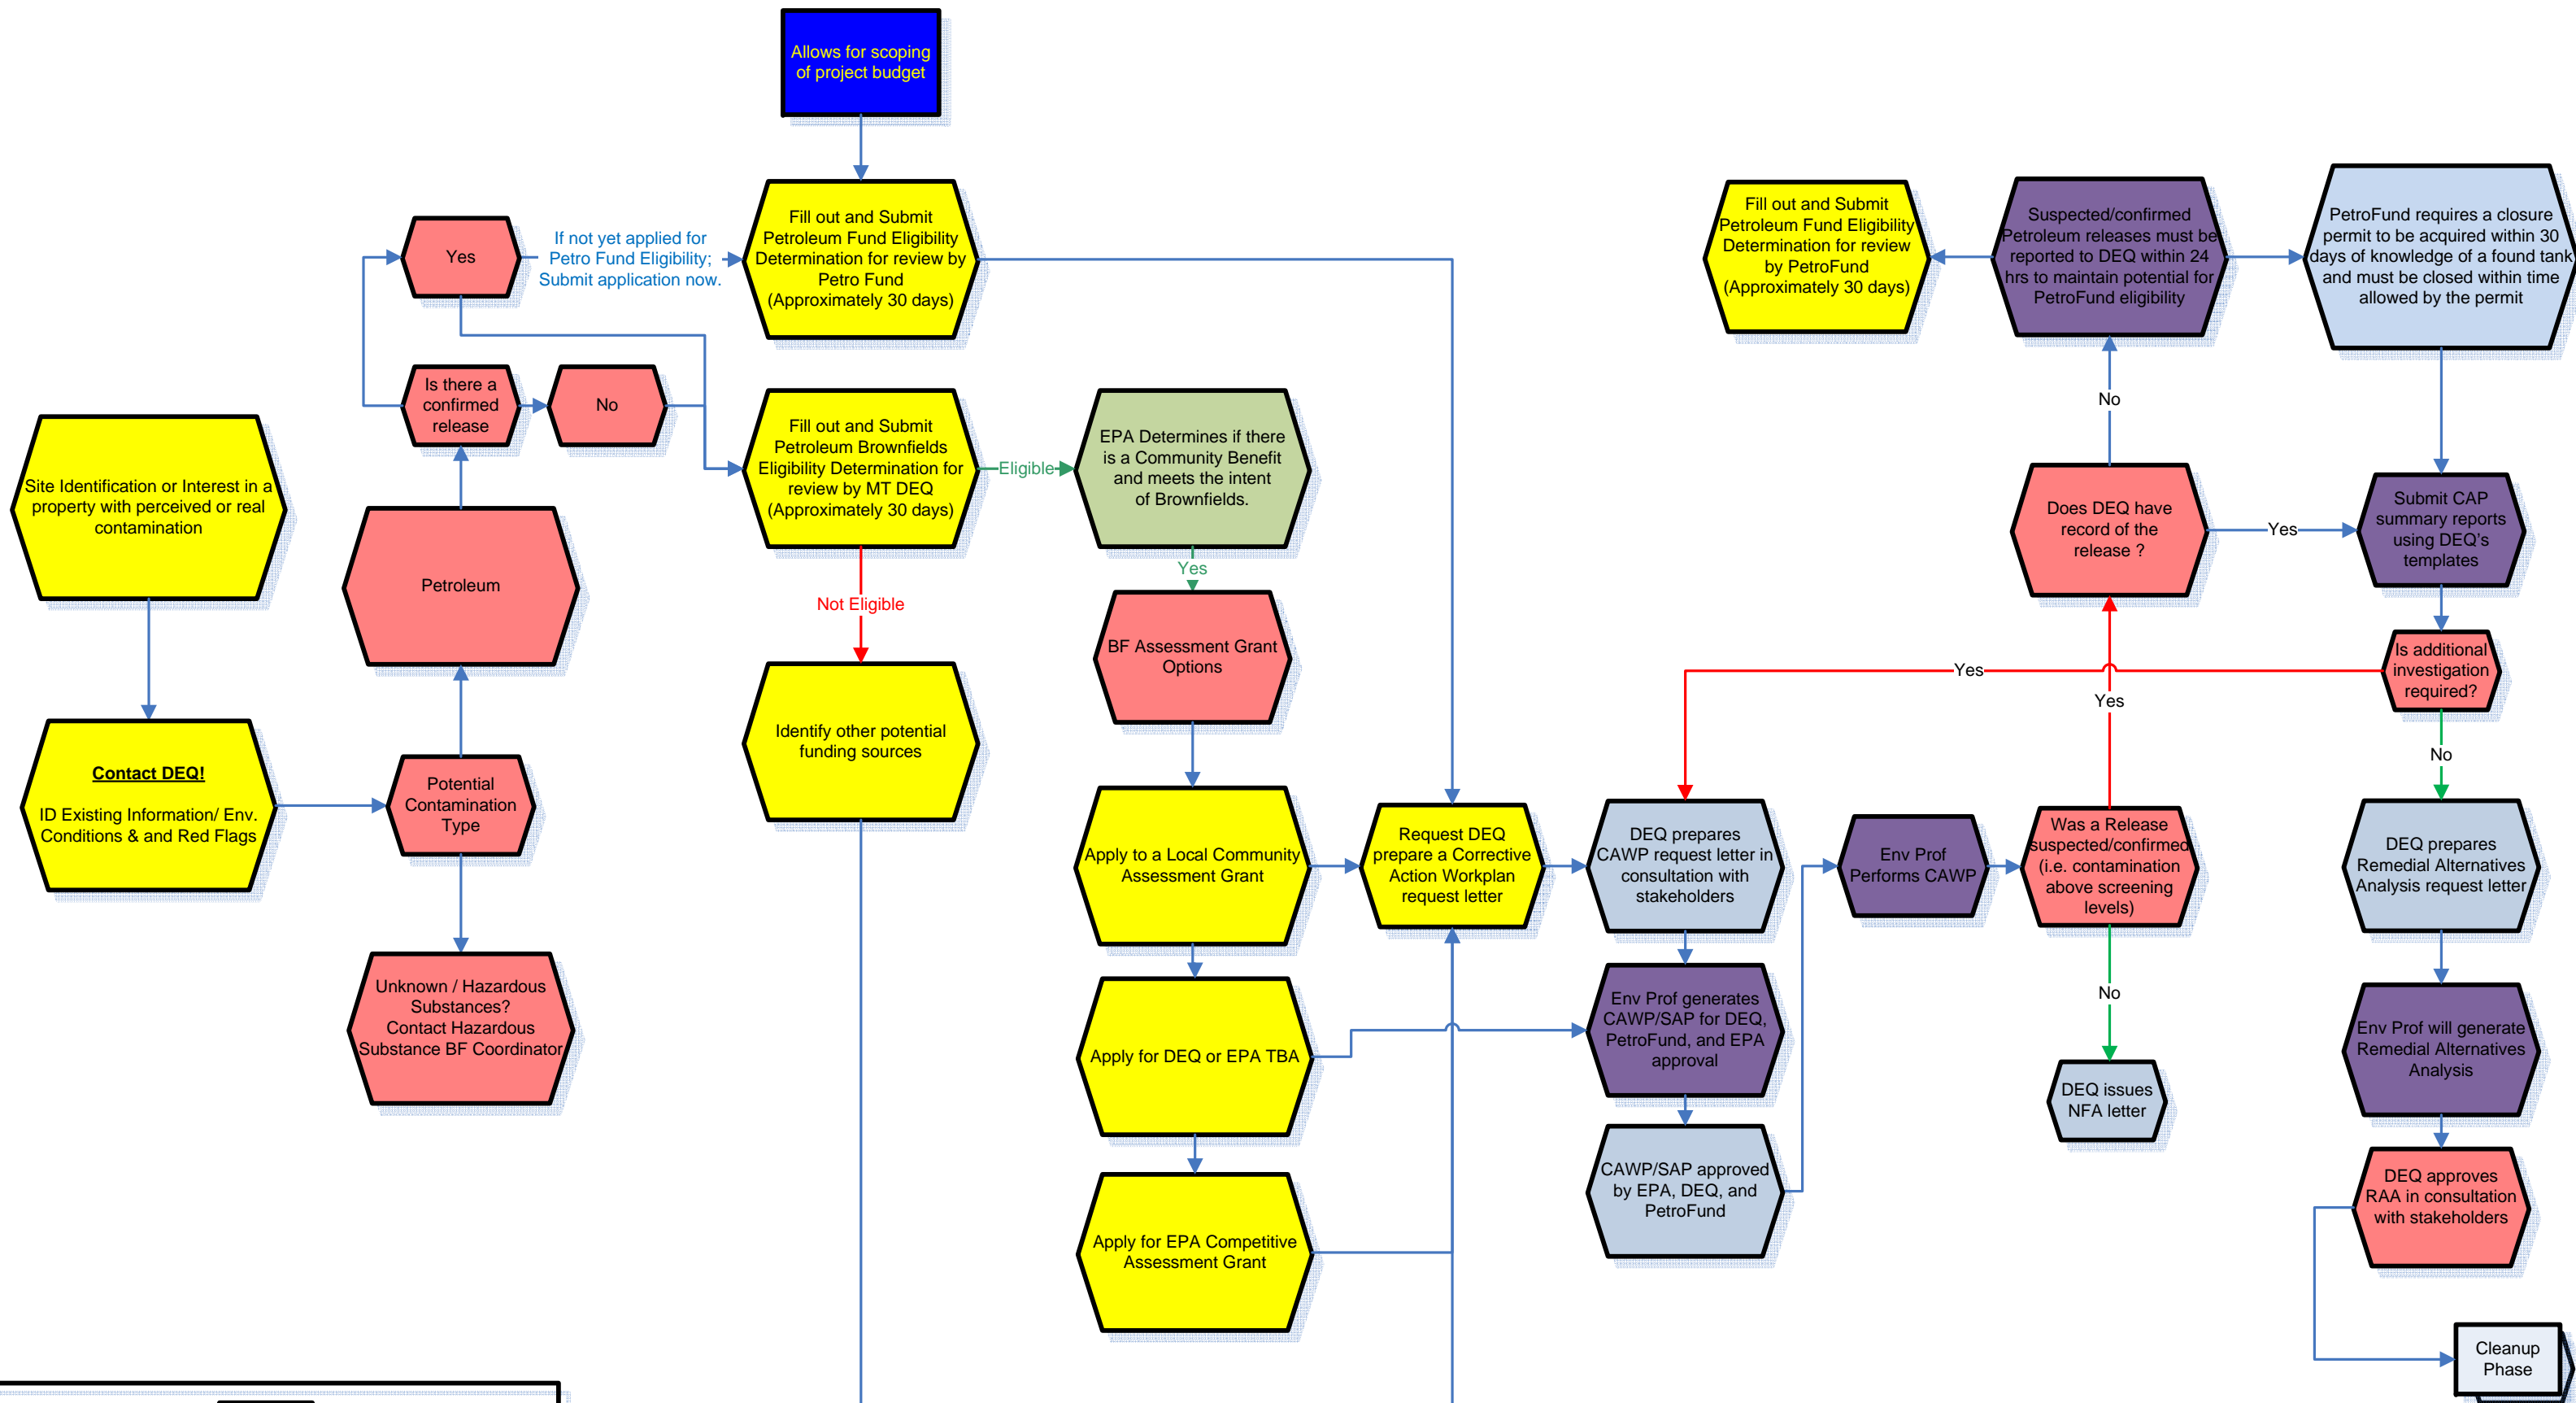 Allows for scoping
of project budget
Yes
If not yet applied for
Petro Fund Eligibility;
Submit application now.
Fill out and Submit
Petroleum Fund Eligibility
Determination for review by
Petro Fund
(Approximately 30 days)
Fill out and Submit
Petroleum Fund Eligibility
Determination for review
by PetroFund
(Approximately 30 days)
Suspected/confirmed
Petroleum releases must be
reported to DEQ within 24
hrs to maintain potential for
PetroFund eligibility
PetroFund requires a closure
permit to be acquired within 30
days of knowledge of a found tank
and must be closed within time
allowed by the permit
Is there a
confirmed
release
No
Fill out and Submit
Petroleum Brownfields
Eligibility Determination for
review by MT DEQ
(Approximately 30 days)
Eligible
EPA Determines if there
is a Community Benefit
and meets the intent
of Brownfields.
No
Site Identification or Interest in a
property with perceived or real
contamination
Petroleum
Not Eligible
Yes
BF Assessment Grant
Options
Does DEQ have
record of the
release ?
Yes
Submit CAP
summary reports
using DEQ's
templates
Is additional
investigation
required?
Yes
Yes
No
Contact DEQ!
ID Existing Information/ Env.
Conditions & and Red Flags
Potential
Contamination
Type
Identify other potential
funding sources
Apply to a Local Community
Assessment Grant
Request DEQ
prepare a Corrective
Action Workplan
request letter
DEQ prepares
CAWP request letter in
consultation with
stakeholders
Env Prof
Performs CAWP
Was a Release
suspected/confirmed
(i.e. contamination
above screening
levels)
DEQ prepares
Remedial Alternatives
Analysis request letter
Unknown / Hazardous
Substances?
Contact Hazardous
Substance BF Coordinator
Apply for DEQ or EPA TBA
Env Prof generates
CAWP/SAP for DEQ,
PetroFund, and EPA
approval
No
DEQ issues
NFA letter
Env Prof will generate
Remedial Alternatives
Analysis
Apply for EPA Competitive
Assessment Grant
CAWP/SAP approved
by EPA, DEQ, and
PetroFund
DEQ approves
RAA in consultation
with stakeholders
Cleanup
Phase